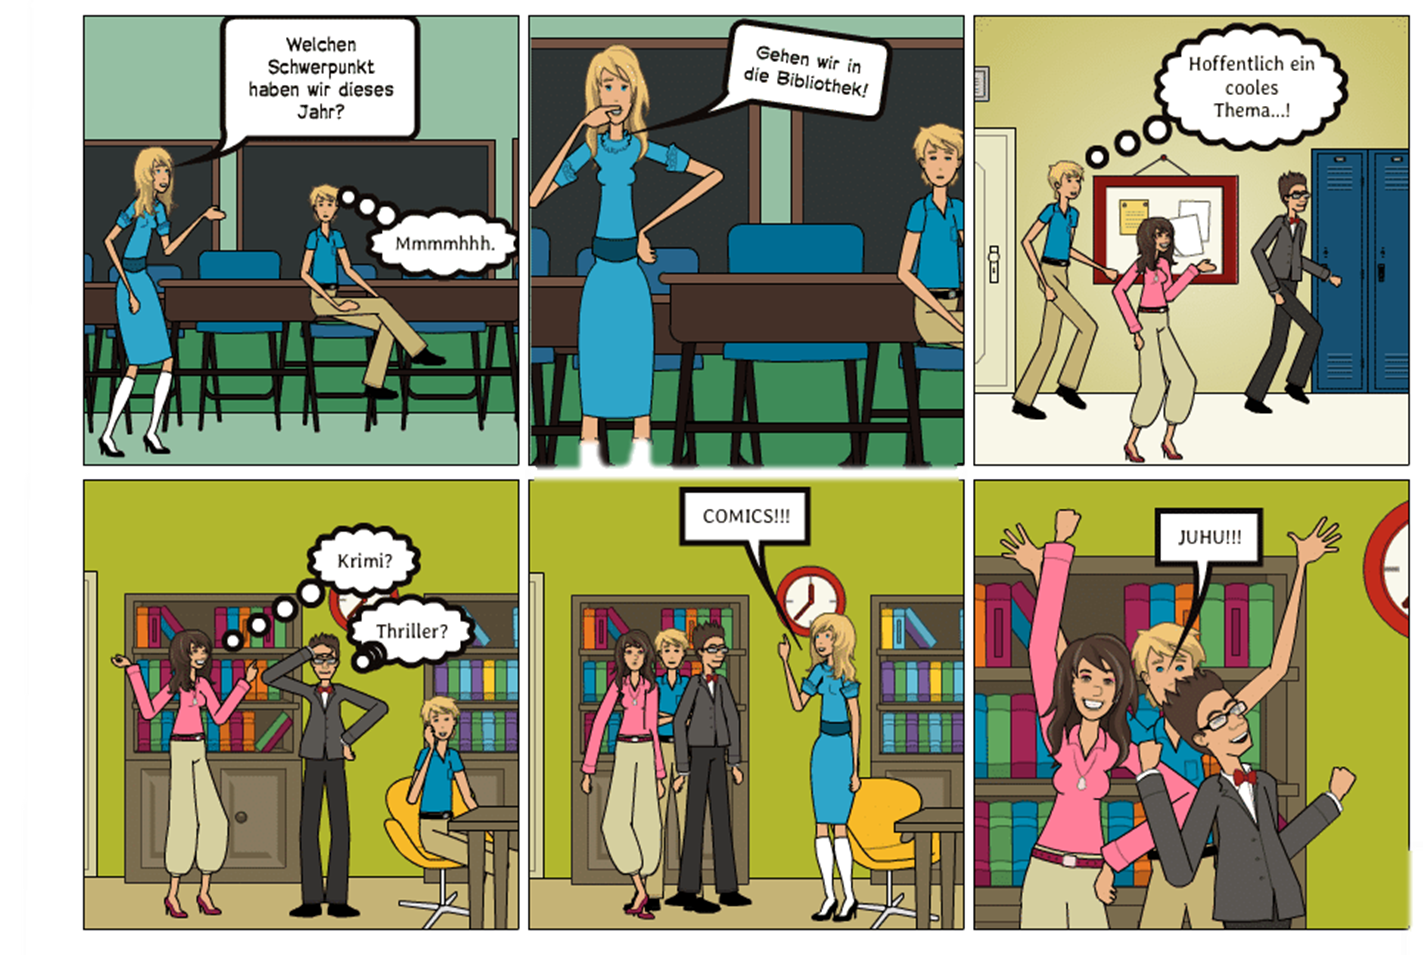 Welchen
Schwerpunkt
haben wir dieses
Jahr?
Mmmmhhh.
Gehen wir in
die Bibliothek!
Hoffentlich ein
cooles
Thema...!
Krimi?
Thriller?
COMICS!!!
JUHU!!!